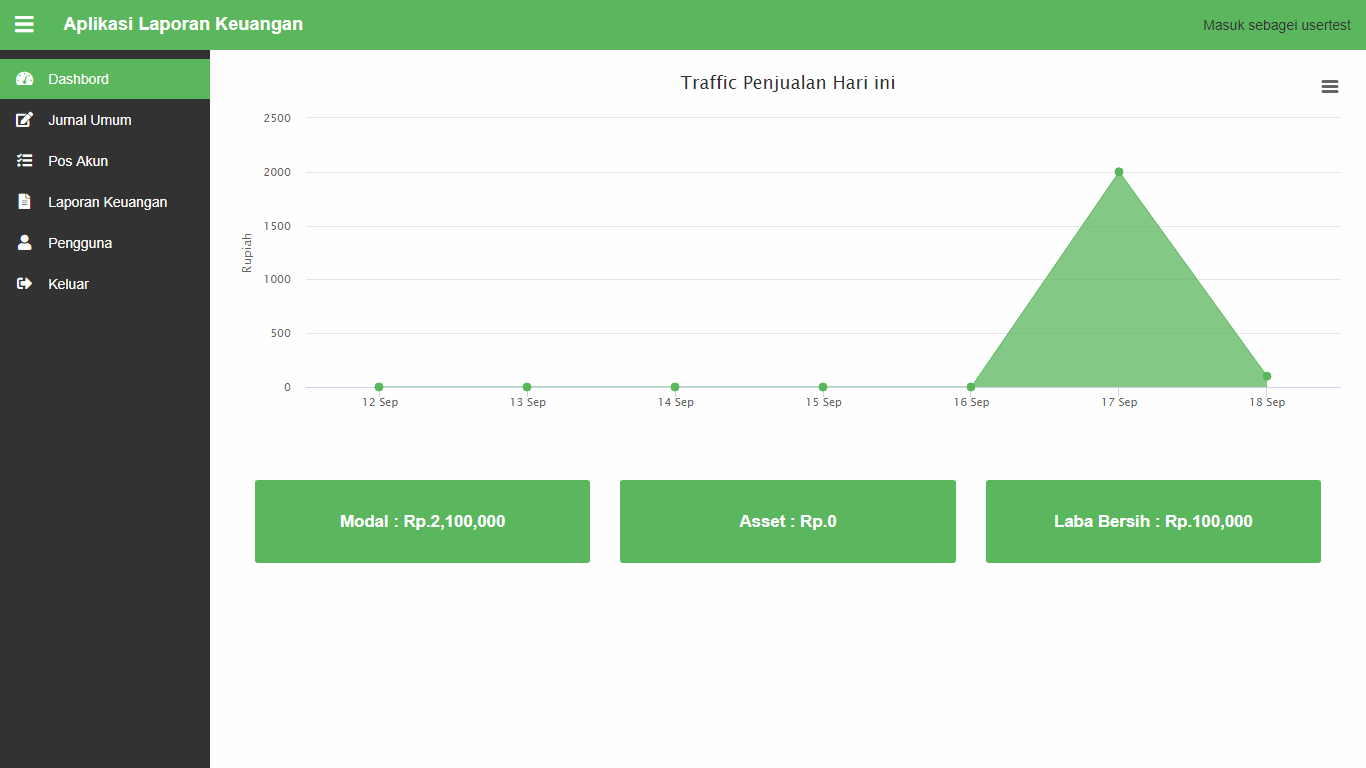 Aplikasi Laporan Keuangan
Masuk sebagei usertest
Dashbord
Jurnal Umum
Pos Akun
Laporan Keuangan
Pengguna
Keluar
Traffic Penjualan Hari ini
Rupiah
2500
2000
1500
1000
500
0
12 Sep
13 Sep
14 Sep
15 Sep
16 Sep
17 Sep
18 Sep
Modal : Rp.2,100,000
Asset : Rp.0
Laba Bersih : Rp.100,000